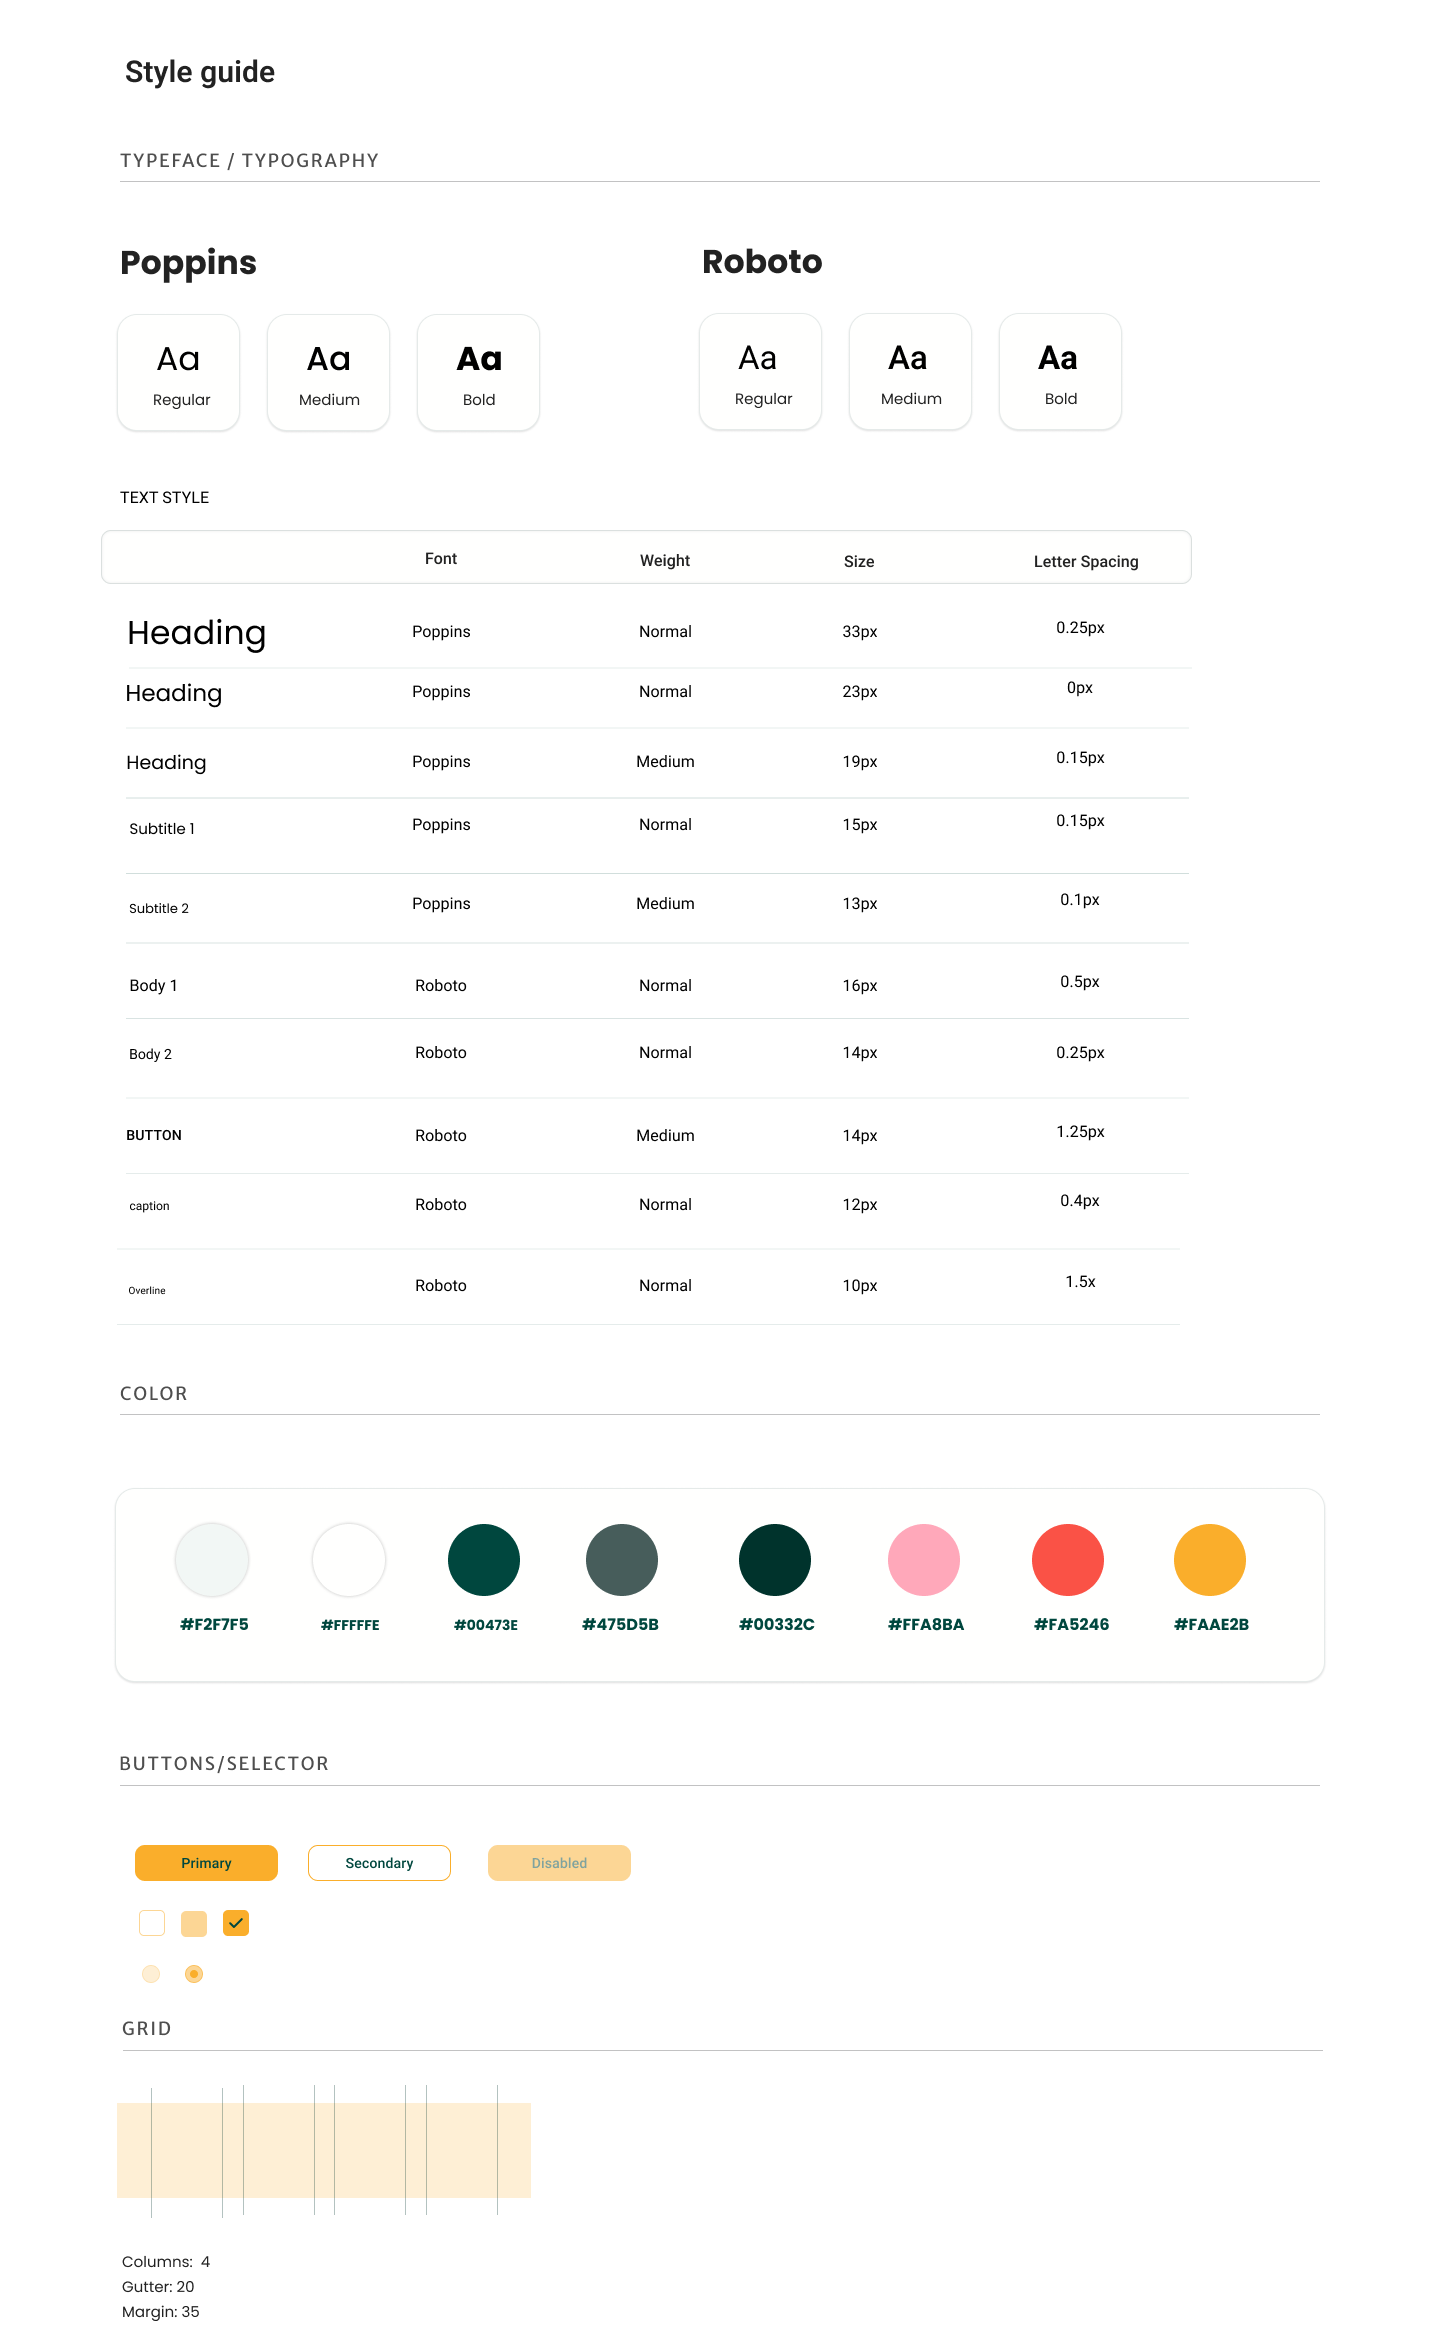 Style guide
TYPEFACE / TYPOGRAPHY
Poppins
Aa Aa Aa
Regular Medium Bold
Roboto
Aa Aa Aa
Regular Medium Bold
TEXT STYLE
Font Weight Size Letter Spacing
Heading Poppins Normal 33px 0.25px
Heading Poppins Normal 23px 0px
Heading Poppins Medium 19px 0.15px
Subtitle 1 Poppins Normal 15px 0.15px
Subtitle 2 Poppins Medium 13px 0.1px
Body 1 Roboto Normal 16px 0.5px
Body 2 Roboto Normal 14px 0.25px
BUTTON Roboto Medium 14px 1.25px
caption Roboto Normal 12px 0.4px
Overline Roboto Normal 10px 1.5x
COLOR
#F2F7F5 #FFFFFE #00473E #475D5B #00332C #FFA8BA #FA5246 #FAAE2B
BUTTONS/SELECTOR
Primary Secondary Disabled
GRID
Columns: 4
Gutter: 20
Margin: 35